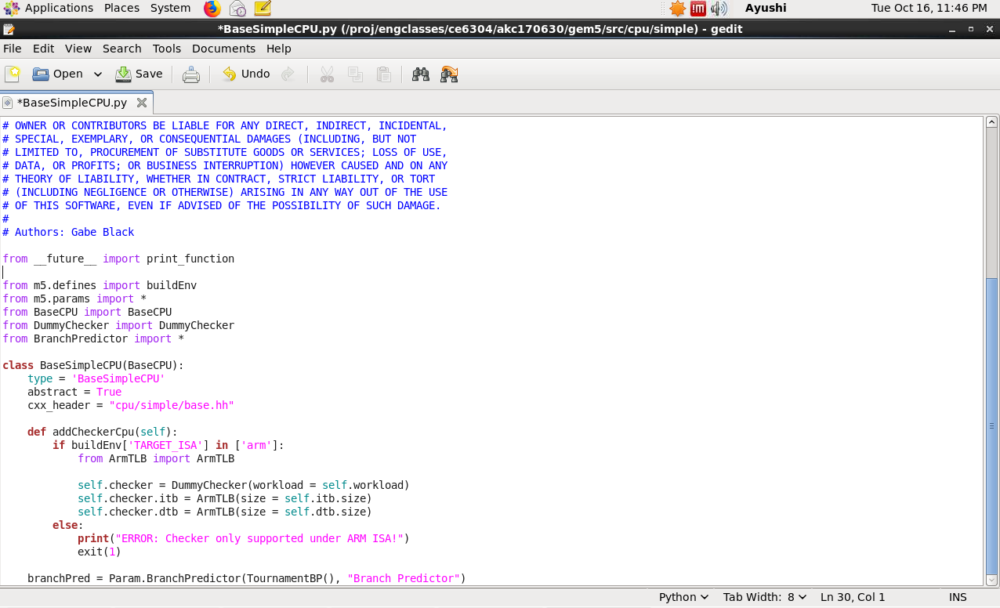 Applications Places System !m Ayushi Tue Oct 16, 11:46 PM
*BaseSimpleCPU.py (/proj/engclasses/ce6304/akc170630/gem5/src/cpu/simple) - gedit
File Edit View Search Tools Documents Help
Open Save Undo
*BaseSimpleCPU.py
# OWNER OR CONTRIBUTORS BE LIABLE FOR ANY DIRECT, INDIRECT, INCIDENTAL,
# SPECIAL, EXEMPLARY, OR CONSEQUENTIAL DAMAGES (INCLUDING, BUT NOT
# LIMITED TO, PROCUREMENT OF SUBSTITUTE GOODS OR SERVICES; LOSS OF USE,
# DATA, OR PROFITS; OR BUSINESS INTERRUPTION) HOWEVER CAUSED AND ON ANY
# THEORY OF LIABILITY, WHETHER IN CONTRACT, STRICT LIABILITY, OR TORT
# (INCLUDING NEGLIGENCE OR OTHERWISE) ARISING IN ANY WAY OUT OF THE USE
# OF THIS SOFTWARE, EVEN IF ADVISED OF THE POSSIBILITY OF SUCH DAMAGE.
#
# Authors: Gabe Black
from __future__ import print_function
from m5.defines import buildEnv
from m5.params import *
from BaseCPU import BaseCPU
from DummyChecker import DummyChecker
from BranchPredictor import *
class BaseSimpleCPU(BaseCPU):
    type = 'BaseSimpleCPU'
    abstract = True
    cxx_header = "cpu/simple/base.hh"
    def addCheckerCpu(self):
        if buildEnv['TARGET_ISA'] in ['arm']:
            from ArmTLB import ArmTLB
            self.checker = DummyChecker(workload = self.workload)
            self.checker.itb = ArmTLB(size = self.itb.size)
            self.checker.dtb = ArmTLB(size = self.dtb.size)
        else:
            print("ERROR: Checker only supported under ARM ISA!")
            exit(1)
    branchPred = Param.BranchPredictor(TournamentBP(), "Branch Predictor")
Python Tab Width: 8 Ln 30, Col 1 INS